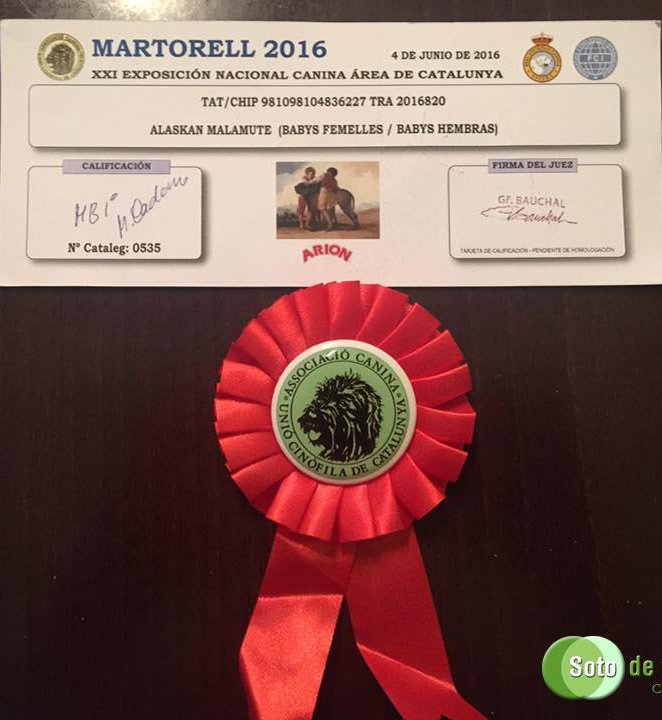 MARTORELL 2016
4 DE JUNIO DE 2016
XXI EXPOSICIÓN NACIONAL CANINA ÁREA DE CATALUNYA
FCI
TAT/CHIP 981098104836227 TRA 2016820
ALASKAN MALAMUTE (BABYS FEMELLES / BABYS HEMBRAS)
CALIFICACIÓN
MB 1º
Nº Cataleg: 0535
ARION
FIRMA DEL JUEZ
GF. BAUCHAL
TARJETA DE CALIFICACIÓN - PENDIENTE DE HOMOLOGACIÓN
ASSOCIACIÓ CANINA
UNIÓ CINÒFILA DE CATALUNYA
Soto de